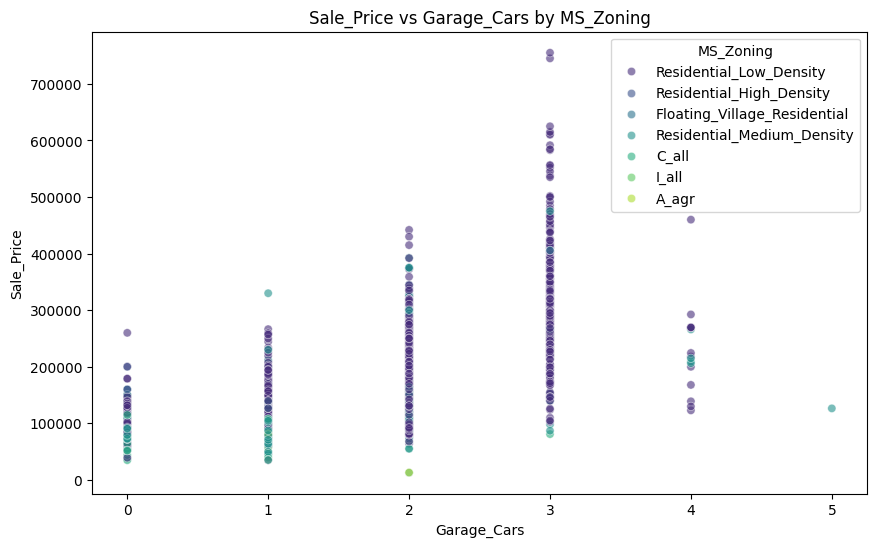 Sale_Price vs Garage_Cars by MS_Zoning
MS_Zoning
Residential_Low_Density
Residential_High_Density
Floating_Village_Residential
Residential_Medium_Density
C_all
I_all
A_agr
Sale_Price
700000
600000
500000
400000
300000
200000
100000
0
0 1 2 3 4 5
Garage_Cars